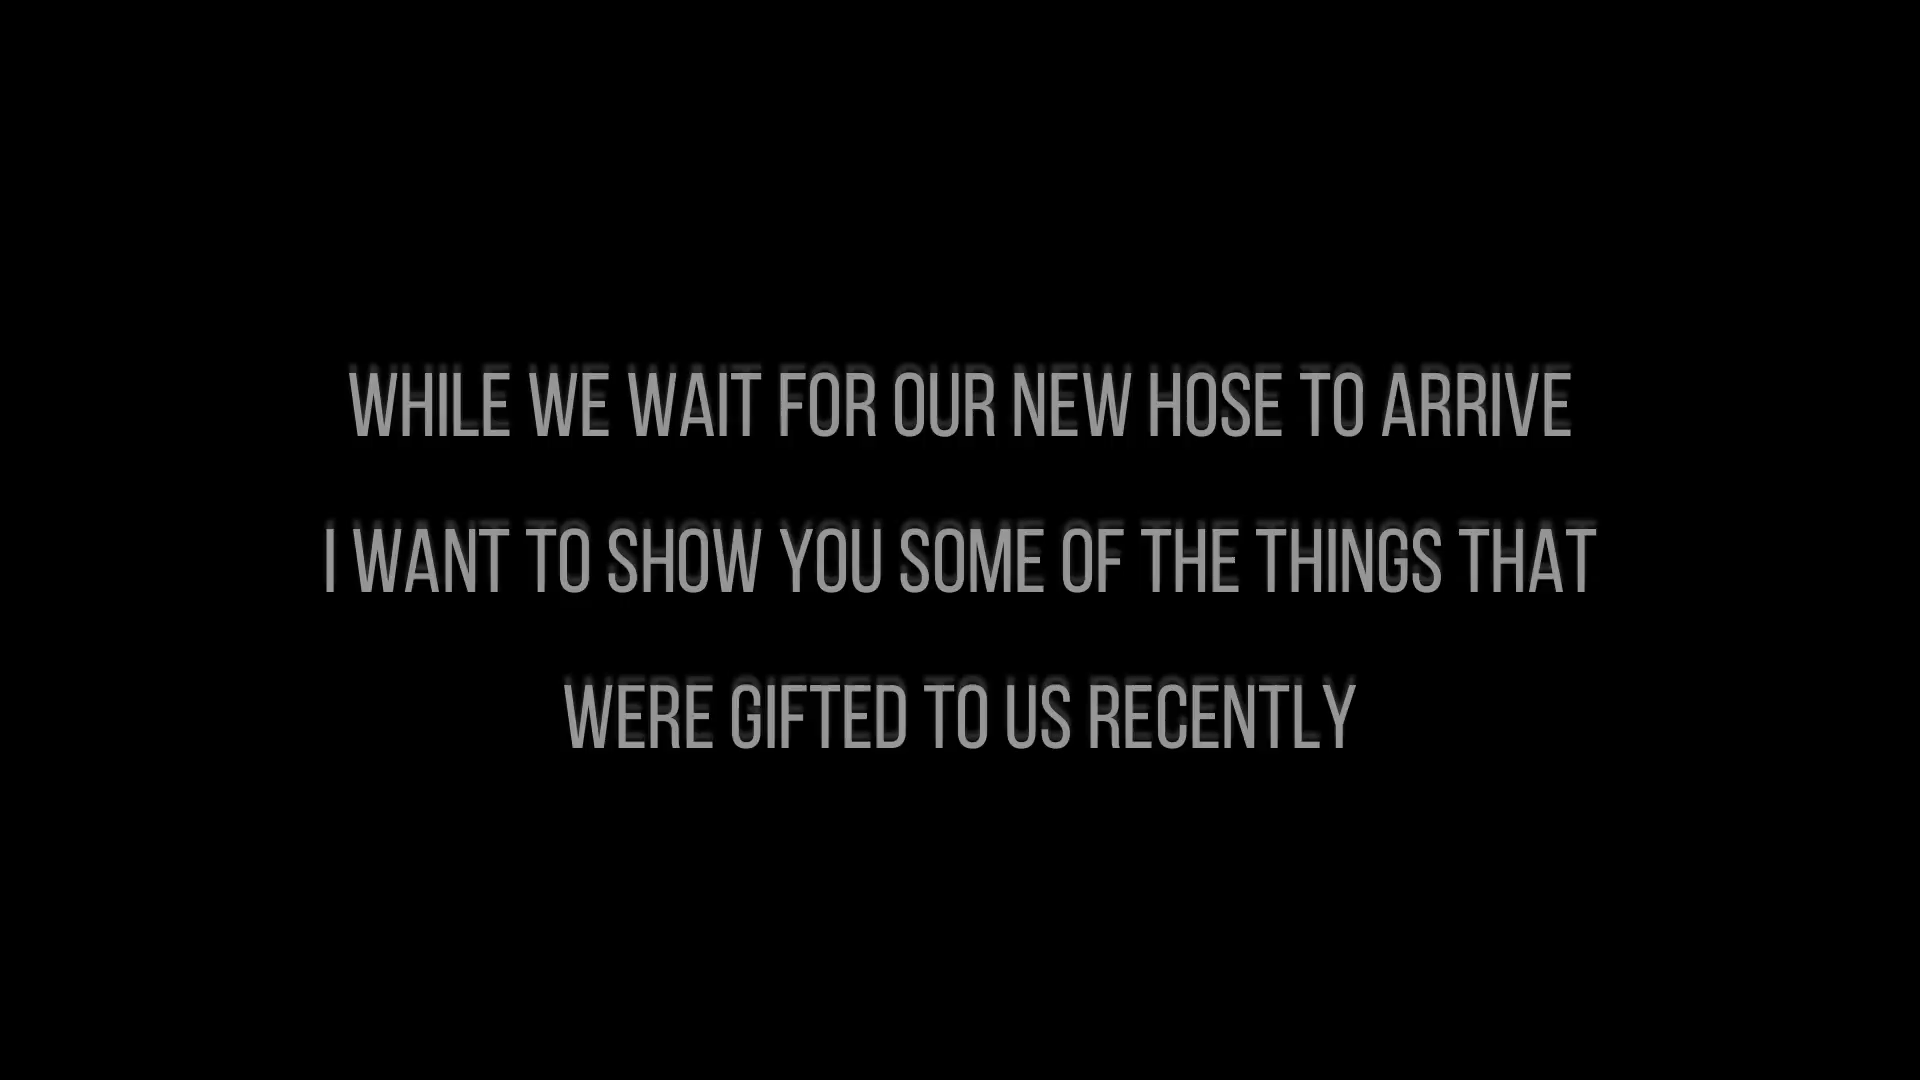 WHILE WE WAIT FOR OUR NEW HOSE TO ARRIVE
I WANT TO SHOW YOU SOME OF THE THINGS THAT
WERE GIFTED TO US RECENTLY